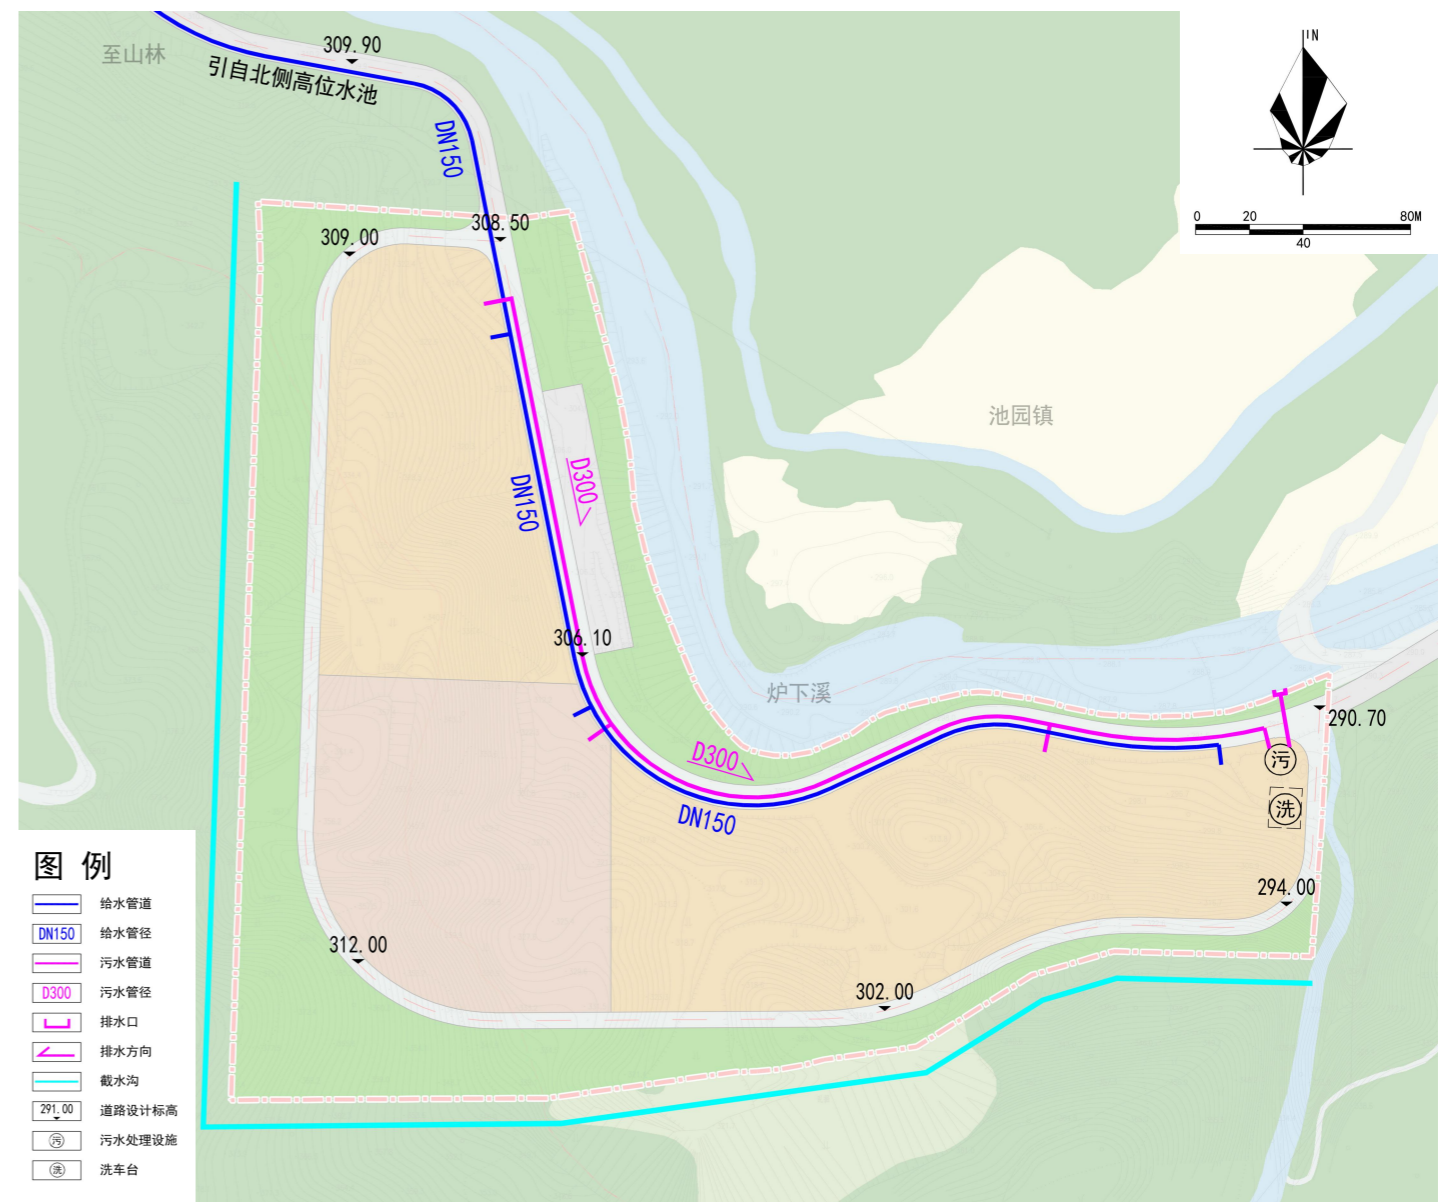 至山林
309.90
引自北侧高位水池
DN150
N
0 20 80M
40
309.00
308.50
池园镇
DN150
D300
306.10
炉下溪
D300
DN150
290.70
污
洗
294.00
312.00
302.00
图 例
给水管道
DN150 给水管径
污水管道
D300 污水管径
排水口
排水方向
截水沟
291.00 道路设计标高
污 污水处理设施
洗 洗车台